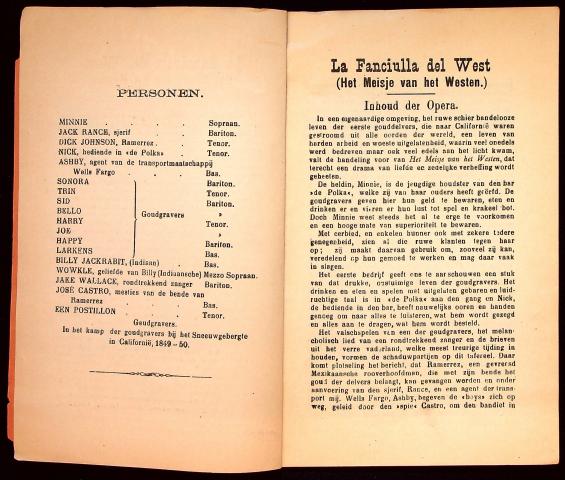 PERSONEN.
MINNIE . . . . Sopraan.
JACK RANCE, sjerif . . Bariton.
DICK JOHNSON, Ramerrez. . Tenor.
NICK, bediende in «de Polka» . Tenor.
ASHBY, agent van de transportmaatschappij
Wells Fargo . . . Bas.
SONORA Bariton.
TRIN Tenor.
SID Bariton.
BELLO »
HARRY Goudgravers Tenor.
JOE »
HAPPY Bariton.
LARKENS Bas.
BILLY JACKRABIT, (Indiaan) . Bas.
WOWKLE, geliefde van Billy (Indiaansche) Mezzo Sopraan.
JAKE WALLACE, rondtrekkend zanger Bariton.
JOSÉ CASTRO, mesties van de bende van
Ramerrez . . . Bas.
EEN POSTILLON . . . Tenor.
Goudgravers.
In het kamp der goudgravers bij het Sneeuwgebergte
in Californië, 1849-50.
La Fanciulla del West
(Het Meisje van het Westen.)
Inhoud der Opera.
In een eigenaardige omgeving, het ruwe schier bandelooze
leven der eerste gouddelvers, die naar Californië waren
gestroomd uit alle oorden der wereld, een leven van
harden arbeid en woeste uitgelatenheid, waarin veel onedels
werd bedreven maar ook veel edels aan het licht kwam,
valt de handeling voor van Het Meisje van het Westen, dat
terecht een drama van liefde en zedelijke verheffing wordt
geheeten.
De heldin, Minnie, is de jeugdige houdster van den bar
»de Polka«, welke zij van haar ouders heeft geërfd. De
goudgravers geven hier hun geld te bewaren, eten en
drinken er en vieren er hun lust tot spel en krakeel bot.
Doch Minnie weet steeds het al te erge te voorkomen
en een hooge mate van superioriteit te bewaren.
Met eerbied, en enkelen hunner ook met zekere tadere
genegenheid, zien al die ruwe klanten tegen haar
op; zij maakt daarvan gebruik om, zooveel zij kan,
veredelend op hun gemoed te werken en mag daar vaak
in slagen.
Het eerste bedrijf geeft ons te aanschouwen een stuk
van dat drukke, onstuimige leven der goudgravers. Het
drinken en eten en spelen met uitgelaten gebaren en luid-
ruchtige taal is in «de Polka» aan den gang en Nick,
de bediende in den bar, heeft nauwelijks ooren en handen
genoeg om naar alles te luisteren, wat hem wordt gezegd
en alles aan te dragen, wat hem wordt besteld.
Het valschspelen van een der goudgravers, het melan-
cholisch lied van een rondtrekkend zanger en de brieven
uit het verre vaderland, welke meest treurige tijding in
houden, vormen de schaduwpartijen op dit tafereel. Daar
komt plotseling het bericht, dat Ramerrez, een gevreesd
Mexikaansche rooverhoofdman, die met zijn bende het
goud der delvers belangt, kan gevangen worden en onder
aanvoering van den sjerif, Rance, en een agent der trans-
port mij. Wells Fargo, Ashby, begeven de «boys» zich op
weg, geleid door den «spie« Castro, om den bandiet in